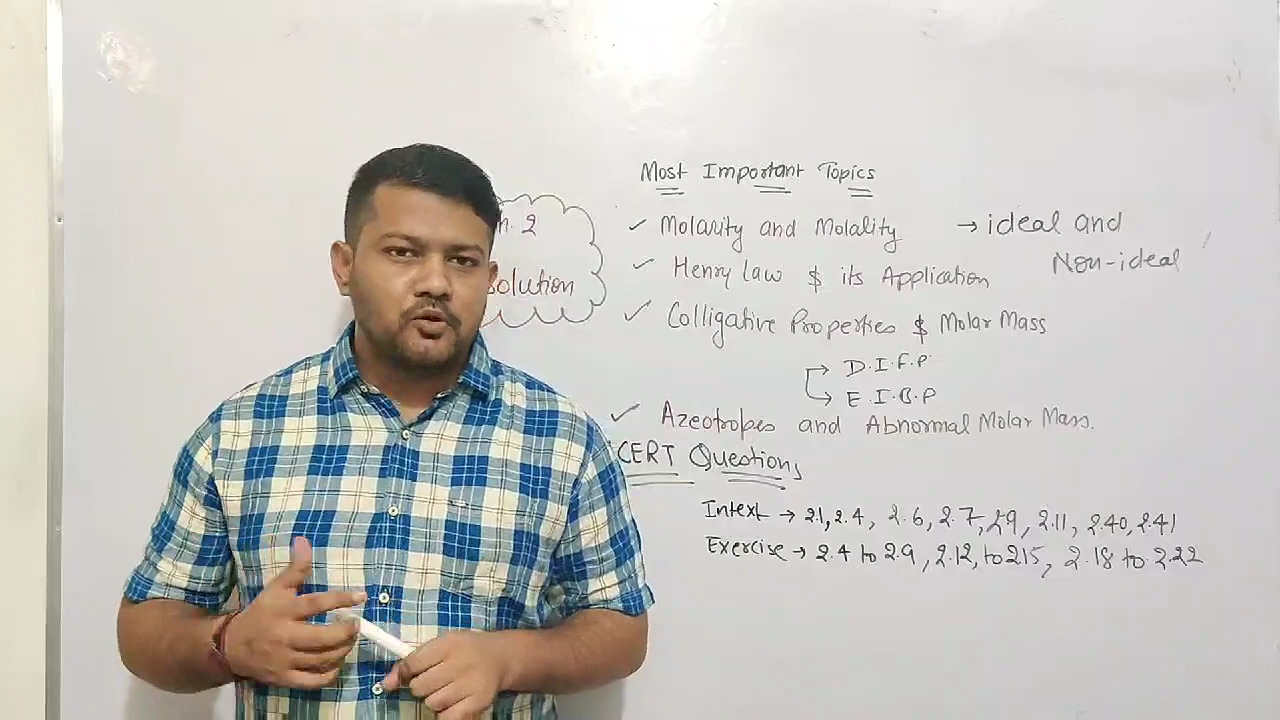 Most Important Topics
2
Solution
✓ Molarity and Molality → ideal and
Non-ideal
✓ Henry law $ its Application
✓ Colligative Properties $ Molar Mass
→ D.I.F.P.
→ E.I.B.P
✓ Azeotropes and Abnormal Molar Mass.
CERT Questions
Intext → 2.1, 2.4, 2.6, 2.7, 2.9, 2.11, 2.40, 2.41
Exercise → 2.4 to 2.9, 2.12, to 2.15, 2.18 to 2.22